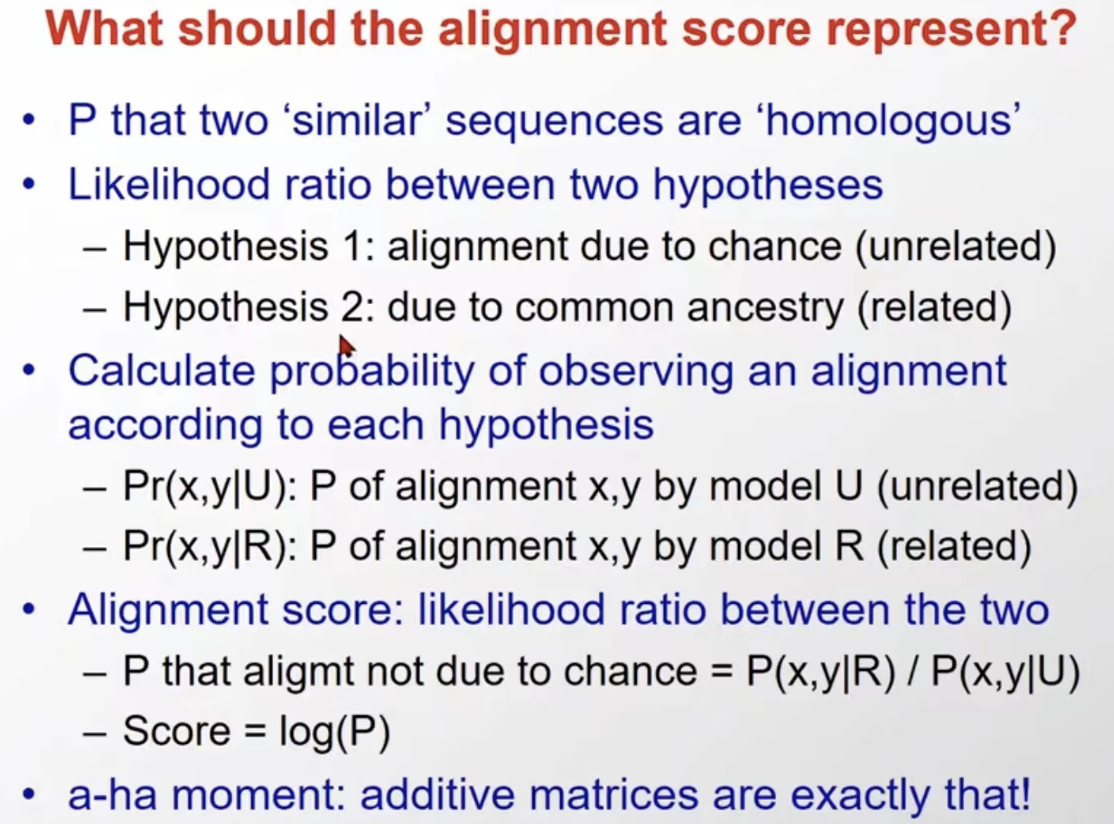 What should the alignment score represent?
• P that two ‘similar’ sequences are ‘homologous’
• Likelihood ratio between two hypotheses
– Hypothesis 1: alignment due to chance (unrelated)
– Hypothesis 2: due to common ancestry (related)
• Calculate probability of observing an alignment
according to each hypothesis
– Pr(x,y|U): P of alignment x,y by model U (unrelated)
– Pr(x,y|R): P of alignment x,y by model R (related)
• Alignment score: likelihood ratio between the two
– P that aligmt not due to chance = P(x,y|R) / P(x,y|U)
– Score = log(P)
• a-ha moment: additive matrices are exactly that!